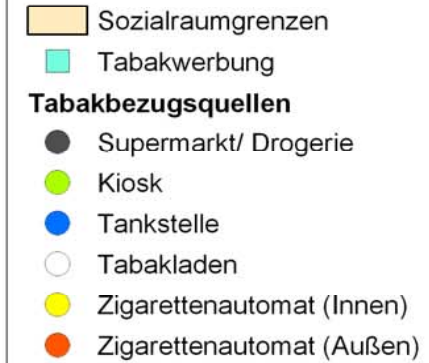 Sozialraumgrenzen
Tabakwerbung
Tabakbezugsquellen
Supermarkt/ Drogerie
Kiosk
Tankstelle
Tabakladen
Zigarettenautomat (Innen)
Zigarettenautomat (Außen)